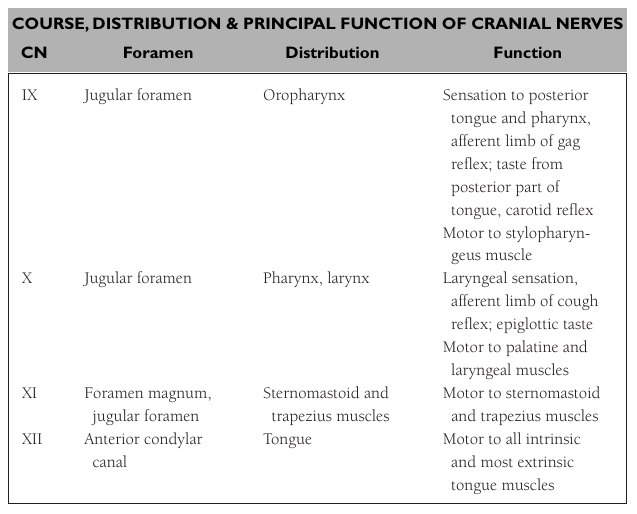 COURSE, DISTRIBUTION & PRINCIPAL FUNCTION OF CRANIAL NERVES
CN Foramen Distribution Function
IX Jugular foramen Oropharynx Sensation to posterior
tongue and pharynx,
afferent limb of gag
reflex; taste from
posterior part of
tongue, carotid reflex
Motor to stylopharyn-
geus muscle
X Jugular foramen Pharynx, larynx Laryngeal sensation,
afferent limb of cough
reflex; epiglottic taste
Motor to palatine and
laryngeal muscles
XI Foramen magnum, Sternomastoid and Motor to sternomastoid
jugular foramen trapezius muscles and trapezius muscles
XII Anterior condylar Tongue Motor to all intrinsic
canal and most extrinsic
tongue muscles